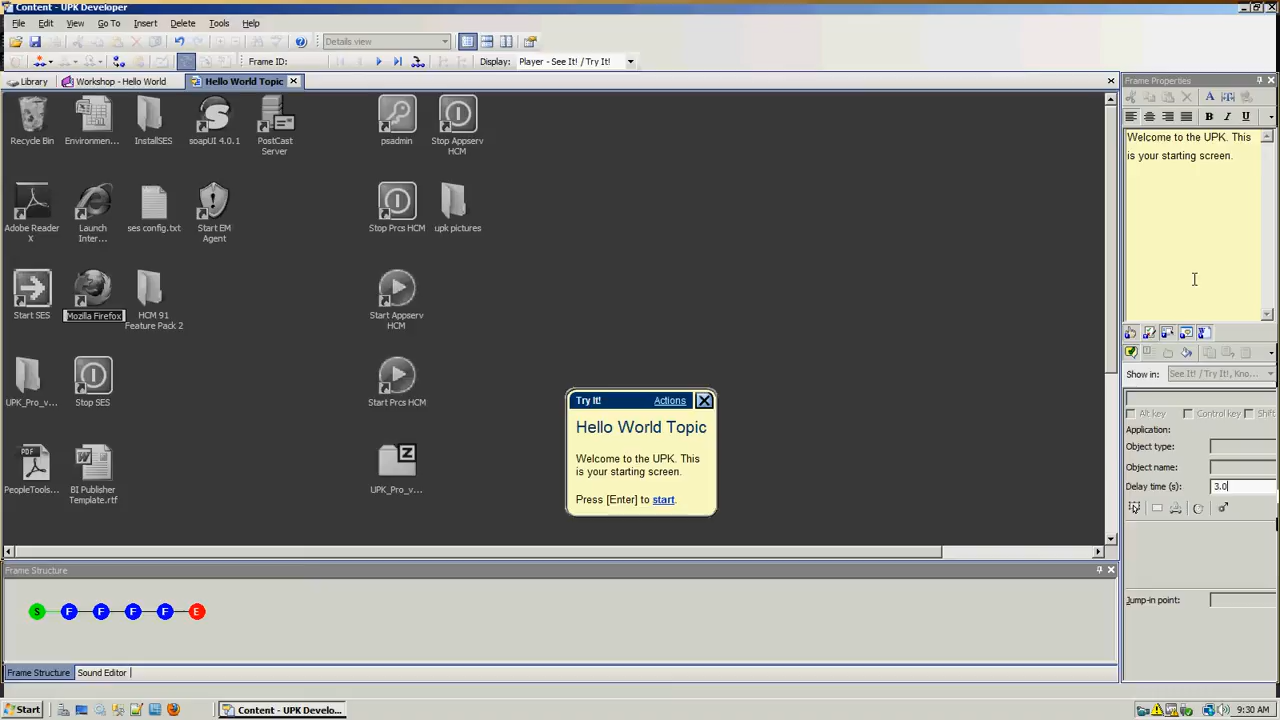 Content - UPK Developer
File Edit View Go To Insert Delete Tools Help
Details view
Frame ID:
Display: Player - See It! / Try It!
Library
Workshop - Hello World
Hello World Topic
Frame Properties
Recycle Bin
Environmen...
InstallSES
soapUI 4.0.1
PostCast
Server
psadmin
Stop Appserv
HCM
B I U
Welcome to the UPK. This
is your starting screen.
Adobe Reader
X
Launch
Inter...
ses config.txt
Start EM
Agent
Stop Prcs HCM
upk pictures
Start SES
Mozilla Firefox
HCM 91
Feature Pack 2
Start Appserv
HCM
UPK_Pro_v...
Stop SES
Start Prcs HCM
Show in: See It! / Try It!, Kno...
Try It!
Actions
Hello World Topic
Welcome to the UPK. This
is your starting screen.
Press [Enter] to start.
Alt key
Control key
Shift
Application:
Object type:
Object name:
Delay time (s): 3.0
PeopleTools...
BI Publisher
Template.rtf
UPK_Pro_v...
Frame Structure
S F F F F E
Jump-in point:
Frame Structure
Sound Editor
Start
Content - UPK Develo...
9:30 AM